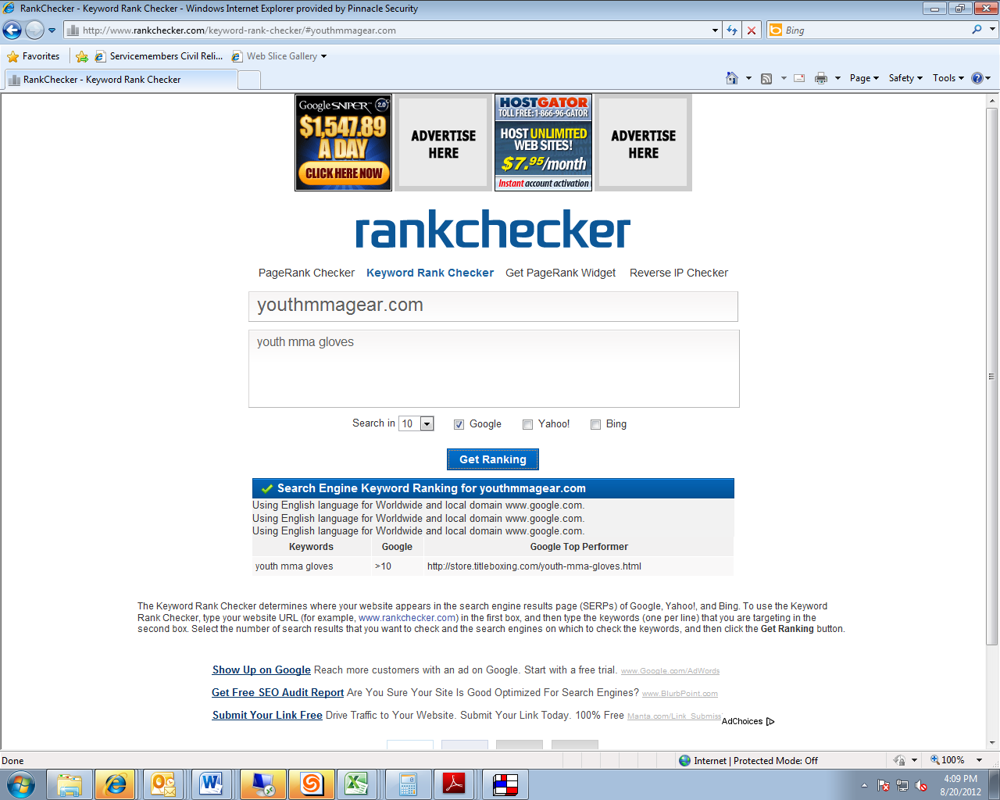 RankChecker - Keyword Rank Checker - Windows Internet Explorer provided by Pinnacle Security
http://www.rankchecker.com/keyword-rank-checker/#youthmmagear.com
Bing
Favorites
Servicemembers Civil Reli...
Web Slice Gallery
RankChecker - Keyword Rank Checker
Page
Safety
Tools
Google SNIPER 2.0
$1,547.89
A DAY
CLICK HERE NOW
ADVERTISE
HERE
HOSTGATOR
TOLL FREE: 1-866-96-GATOR
HOST UNLIMITED
WEB SITES!
$7.95/month
Instant account activation
ADVERTISE
HERE
rankchecker
PageRank Checker Keyword Rank Checker Get PageRank Widget Reverse IP Checker
youthmmagear.com
youth mma gloves
Search in 10 Google Yahoo! Bing
Get Ranking
Search Engine Keyword Ranking for youthmmagear.com
Using English language for Worldwide and local domain www.google.com.
Using English language for Worldwide and local domain www.google.com.
Using English language for Worldwide and local domain www.google.com.
Keywords Google Google Top Performer
youth mma gloves >10 http://store.titleboxing.com/youth-mma-gloves.html
The Keyword Rank Checker determines where your website appears in the search engine results page (SERPs) of Google, Yahoo!, and Bing. To use the Keyword
Rank Checker, type your website URL (for example, www.rankchecker.com) in the first box, and then type the keywords (one per line) that you are targeting in the
second box. Select the number of search results that you want to check and the search engines on which to check the keywords, and then click the Get Ranking button.
Show Up on Google Reach more customers with an ad on Google. Start with a free trial. www.Google.com/AdWords
Get Free SEO Audit Report Are You Sure Your Site Is Good Optimized For Search Engines? www.BlurbPoint.com
Submit Your Link Free Drive Traffic to Your Website. Submit Your Link Today. 100% Free Manta.com/Link_Submiss
AdChoices
Done
Internet | Protected Mode: Off
100%
4:09 PM
8/20/2012